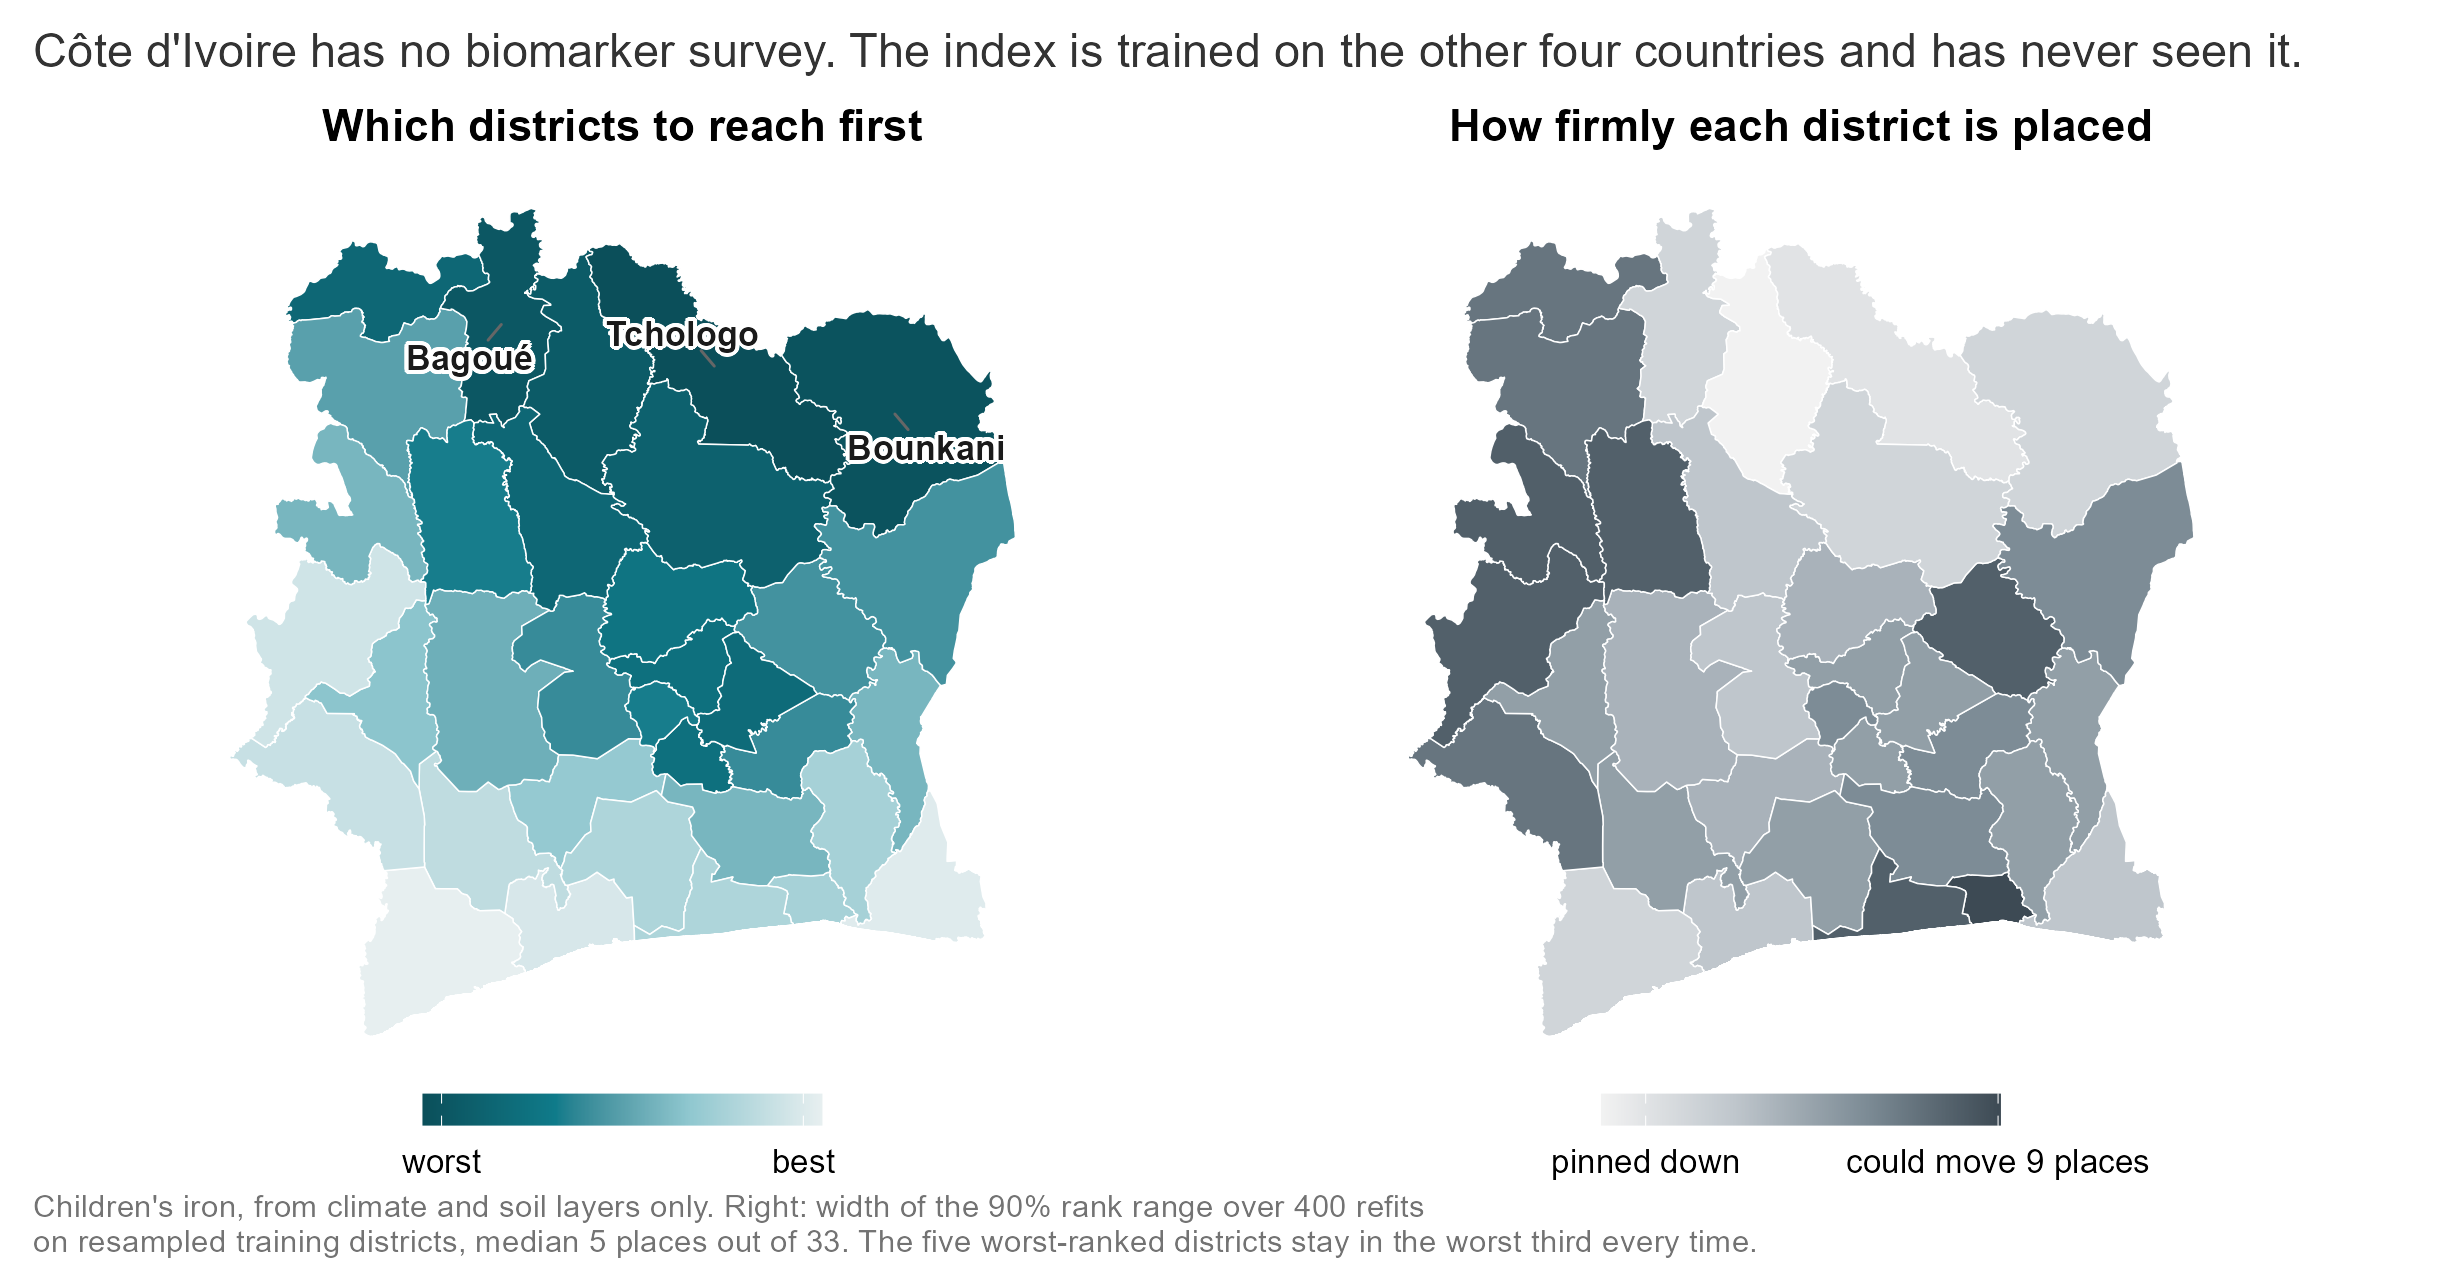 Côte d'Ivoire has no biomarker survey. The index is trained on the other four countries and has never seen it.
Which districts to reach first
How firmly each district is placed
Tchologo
Bagoué
Bounkani
worst
best
pinned down
could move 9 places
Children's iron, from climate and soil layers only. Right: width of the 90% rank range over 400 refits
on resampled training districts, median 5 places out of 33. The five worst-ranked districts stay in the worst third every time.